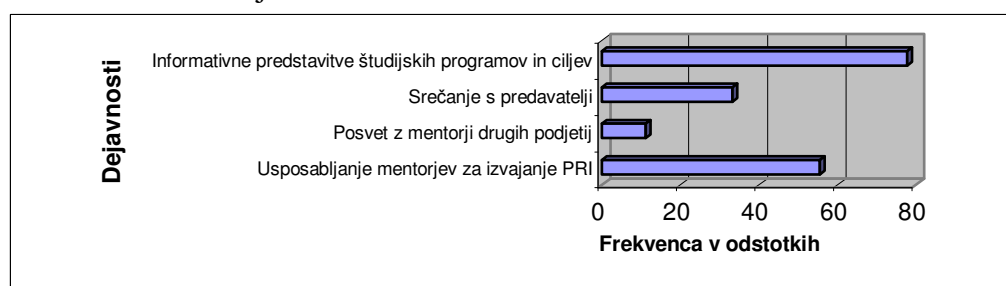 Dejavnosti
Informativne predstavitve študijskih programov in ciljev
Srečanje s predavatelji
Posvet z mentorji drugih podjetij
Usposabljanje mentorjev za izvajanje PRI
0 20 40 60 80
Frekvenca v odstotkih